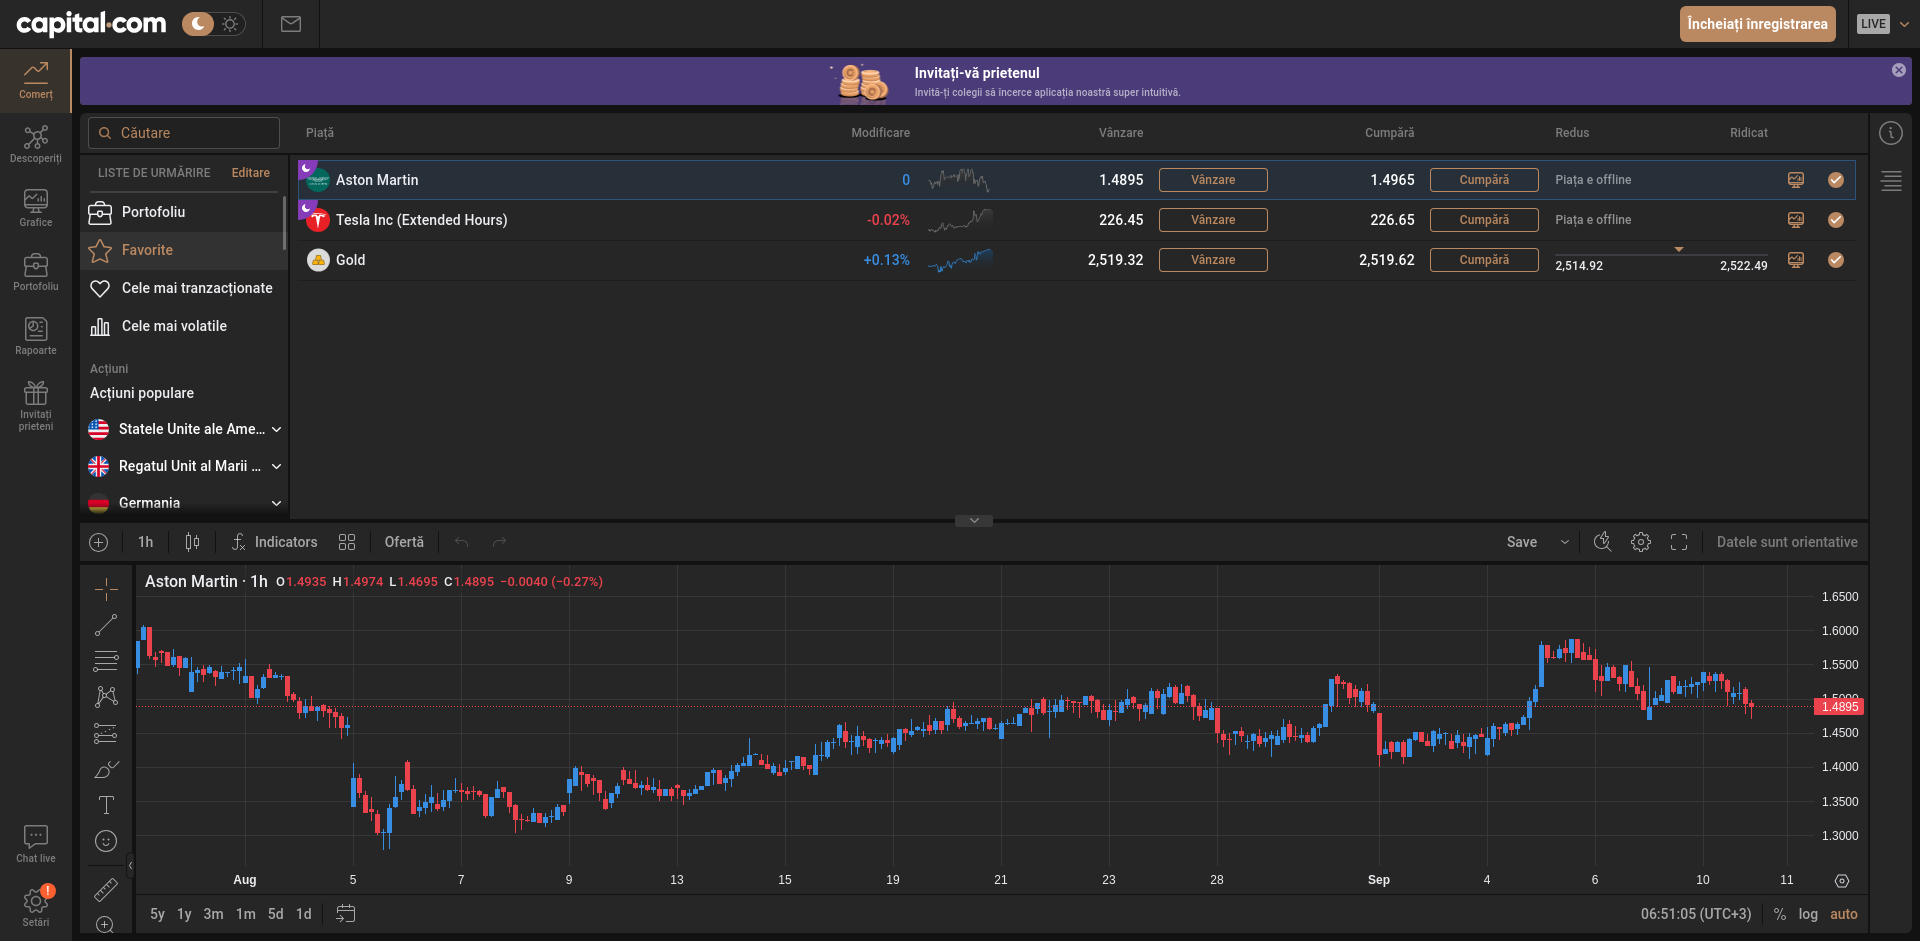 capital.com
Încheiați înregistrarea
LIVE
Comerț
Descoperiți
Grafice
Portofoliu
Rapoarte
Invitați
prieteni
Chat live
Setări
!
Invitați-vă prietenul
Invită-ți colegii să încerce aplicația noastră super intuitivă.
Căutare
LISTE DE URMĂRIRE Editare
Portofoliu
Favorite
Cele mai tranzacționate
Cele mai volatile
Acțiuni
Acțiuni populare
Statele Unite ale Ame...
Regatul Unit al Marii ...
Germania
Piață Modificare Vânzare Cumpără Redus Ridicat
Aston Martin 0 1.4895 Vânzare 1.4965 Cumpără Piața e offline
Tesla Inc (Extended Hours) -0.02% 226.45 Vânzare 226.65 Cumpără Piața e offline
Gold +0.13% 2,519.32 Vânzare 2,519.62 Cumpără 2,514.92 2,522.49
1h Indicators Ofertă Save Datele sunt orientative
Aston Martin · 1h O1.4935 H1.4974 L1.4695 C1.4895 −0.0040 (−0.27%)
1.6500
1.6000
1.5500
1.5000
1.4895
1.4500
1.4000
1.3500
1.3000
Aug 5 7 9 13 15 19 21 23 28 Sep 4 6 10 11
5y 1y 3m 1m 5d 1d 06:51:05 (UTC+3) % log auto